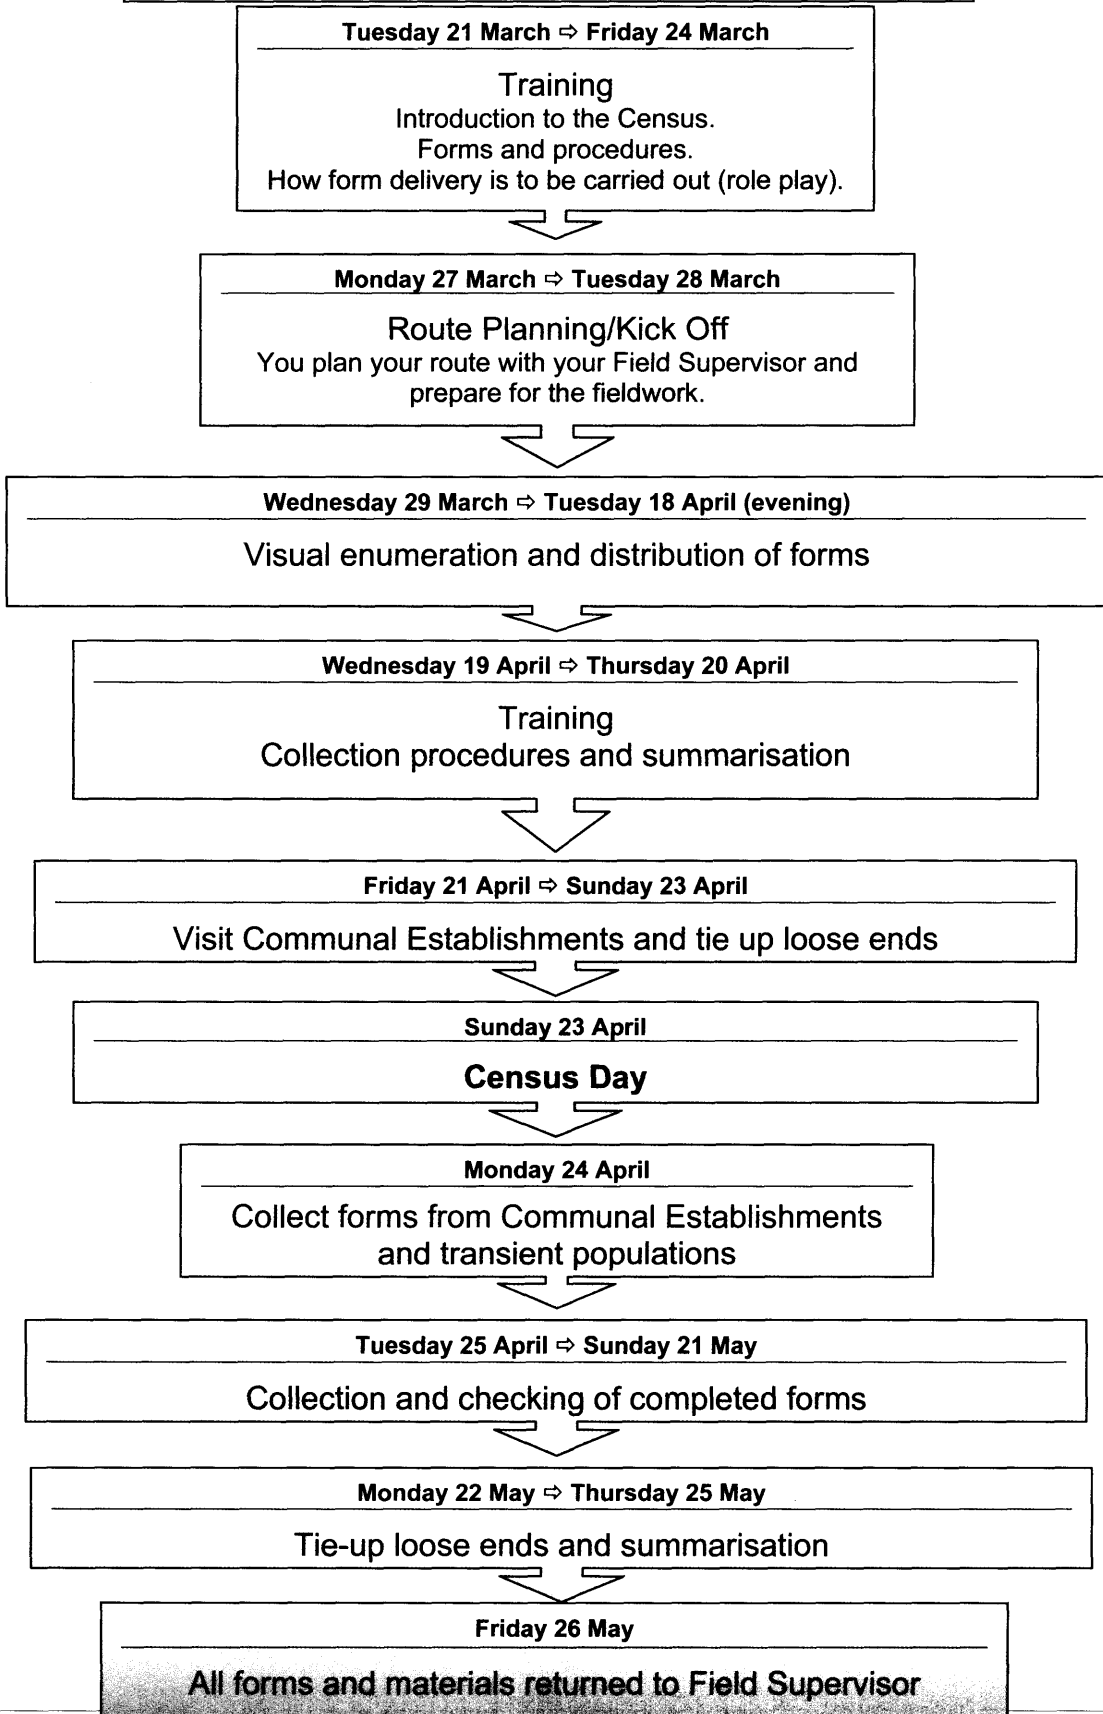 Tuesday 21 March ⇨ Friday 24 March
Training
Introduction to the Census.
Forms and procedures.
How form delivery is to be carried out (role play).
Monday 27 March ⇨ Tuesday 28 March
Route Planning/Kick Off
You plan your route with your Field Supervisor and
prepare for the fieldwork.
Wednesday 29 March ⇨ Tuesday 18 April (evening)
Visual enumeration and distribution of forms
Wednesday 19 April ⇨ Thursday 20 April
Training
Collection procedures and summarisation
Friday 21 April ⇨ Sunday 23 April
Visit Communal Establishments and tie up loose ends
Sunday 23 April
Census Day
Monday 24 April
Collect forms from Communal Establishments
and transient populations
Tuesday 25 April ⇨ Sunday 21 May
Collection and checking of completed forms
Monday 22 May ⇨ Thursday 25 May
Tie-up loose ends and summarisation
Friday 26 May
All forms and materials returned to Field Supervisor